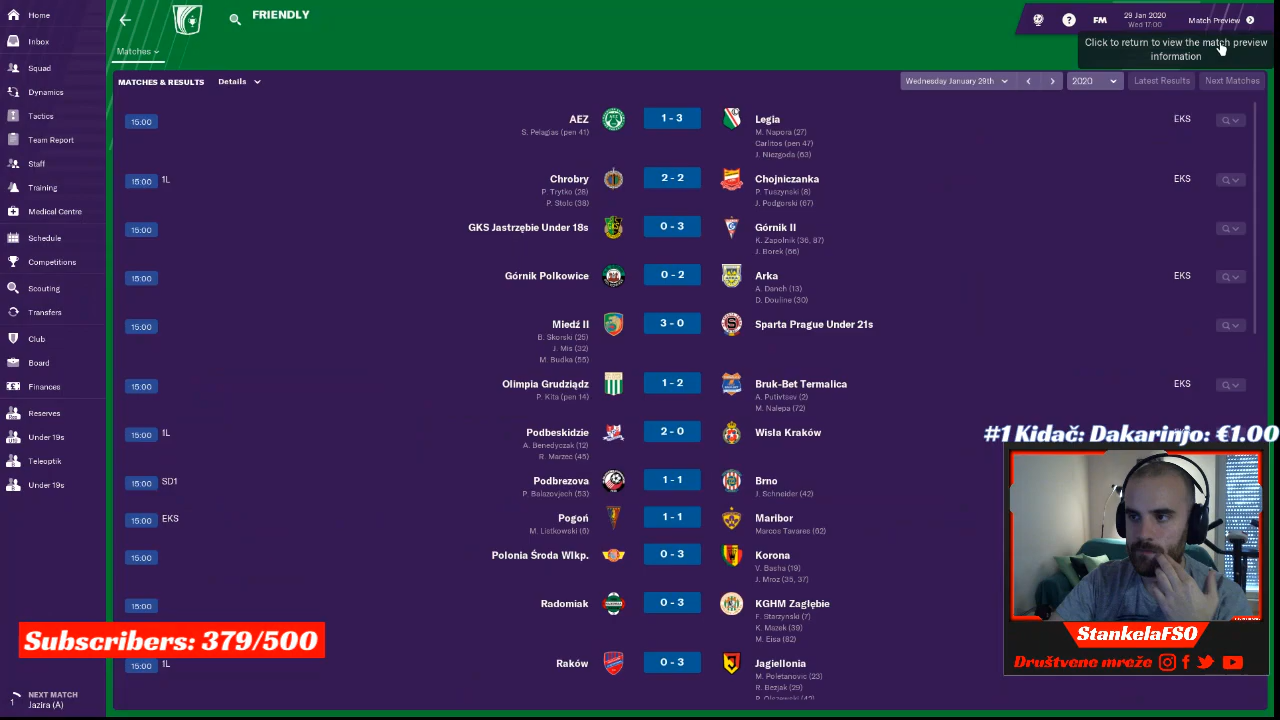 Home
Inbox
Squad
Dynamics
Tactics
Team Report
Staff
Training
Medical Centre
Schedule
Competitions
Scouting
Transfers
Club
Board
Finances
Reserves
Under 19s
Teleoptik
Under 19s
1 NEXT MATCH
Jazira (A)
FRIENDLY
Matches
? FM 29 Jan 2020
Wed 17:00
Match Preview
Click to return to view the match preview
information
MATCHES & RESULTS Details
Wednesday January 29th 2020 Latest Results Next Matches
15:00 AEZ 1 - 3 Legia EKS
S. Pelagias (pen 41) M. Napora (27)
Carlitos (pen 47)
J. Niezgoda (63)
15:00 1L Chrobry 2 - 2 Chojniczanka EKS
P. Trytko (28) P. Tuszynski (8)
P. Stolc (38) J. Podgorski (67)
15:00 GKS Jastrzębie Under 18s 0 - 3 Górnik II
K. Zapolnik (36, 87)
J. Borek (66)
15:00 Górnik Polkowice 0 - 2 Arka EKS
A. Danch (13)
D. Douline (30)
15:00 Miedź II 3 - 0 Sparta Prague Under 21s
B. Skorski (25)
J. Mis (32)
M. Budka (55)
15:00 Olimpia Grudziądz 1 - 2 Bruk-Bet Termalica EKS
P. Kita (pen 14) A. Putivtsev (2)
M. Nalepa (72)
15:00 1L Podbeskidzie 2 - 0 Wisła Kraków
A. Benedyczak (12)
R. Marzec (45)
15:00 SD1 Podbrezova 1 - 1 Brno
P. Balazovjech (53) J. Schneider (42)
15:00 EKS Pogoń 1 - 1 Maribor
M. Listkowski (6) Marcos Tavares (62)
15:00 Polonia Środa Wlkp. 0 - 3 Korona
V. Basha (19)
J. Mroz (35, 37)
15:00 Radomiak 0 - 3 KGHM Zagłębie
F. Starzynski (7)
K. Mazek (39)
M. Eisa (82)
15:00 1L Raków 0 - 3 Jagiellonia
M. Poletanovic (23)
R. Bezjak (29)
#1 Kidač: Dakarinjo: €1.00
StankelaFSO
Društvene mreže
Subscribers: 379/500